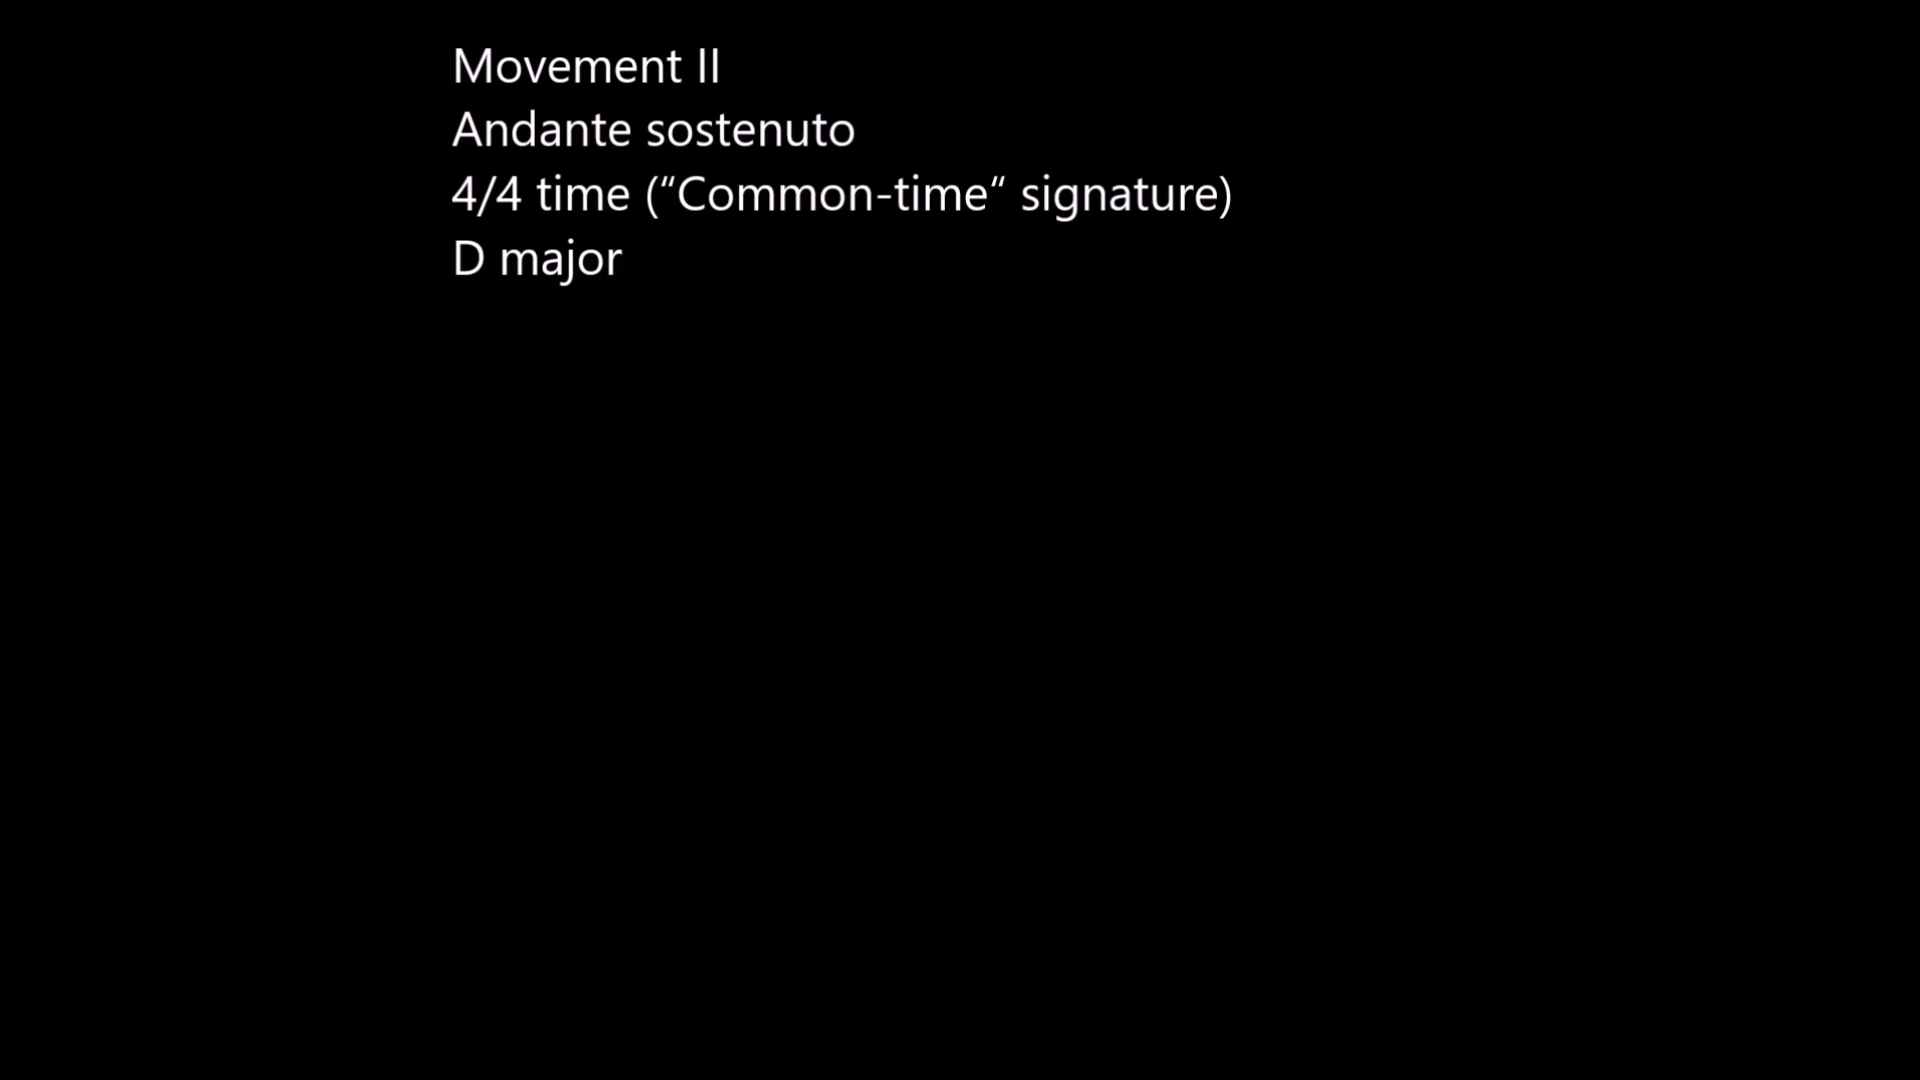 Movement II
Andante sostenuto
4/4 time (“Common-time“ signature)
D major